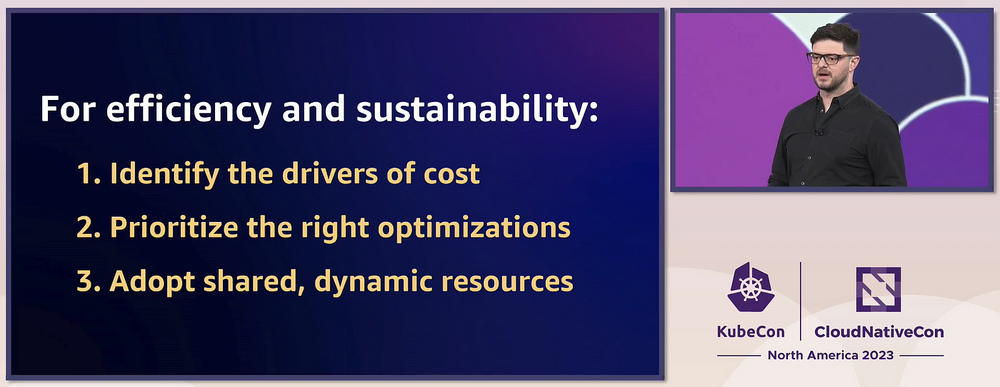 For efficiency and sustainability:
1. Identify the drivers of cost
2. Prioritize the right optimizations
3. Adopt shared, dynamic resources
KubeCon
CloudNativeCon
North America 2023